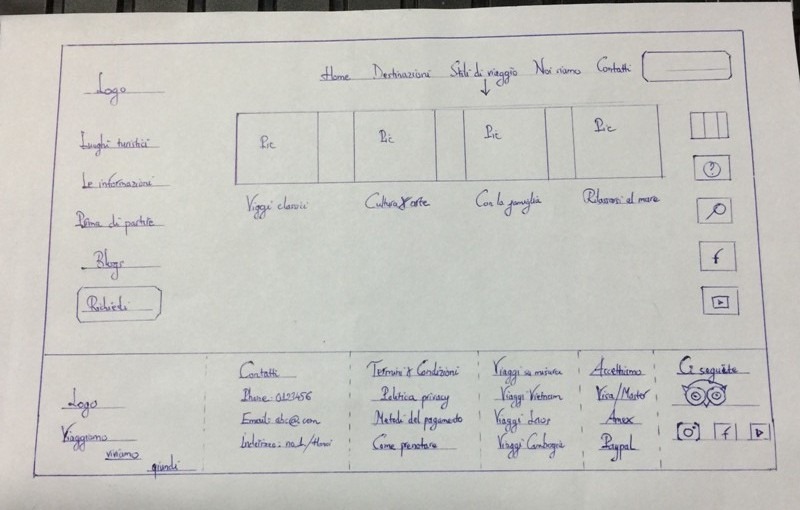 Logo
Home Destinazioni Stili di viaggio Noi siamo Contatti
Luoghi turistici
Le informazioni
Prima di partire
Blogs
Richiedi
Pic Pic Pic Pic
Viggi classici Cultura & arte Con la famiglia Rilassarsi al mare
?
f
Logo
Viaggiamo
viviamo
quindi
Contatti
Phone: 0123456
Email: abc@.com
Indirizzo: no.1/Hanoi
Termini & Condizioni
Politica privacy
Metodi del pagamento
Come prenotare
Viaggi su misura
Viaggi Vietnam
Viaggi Laos
Viaggi Cambogia
Accettiamo
Visa/Master
Amex
Paypal
Ci seguite
f